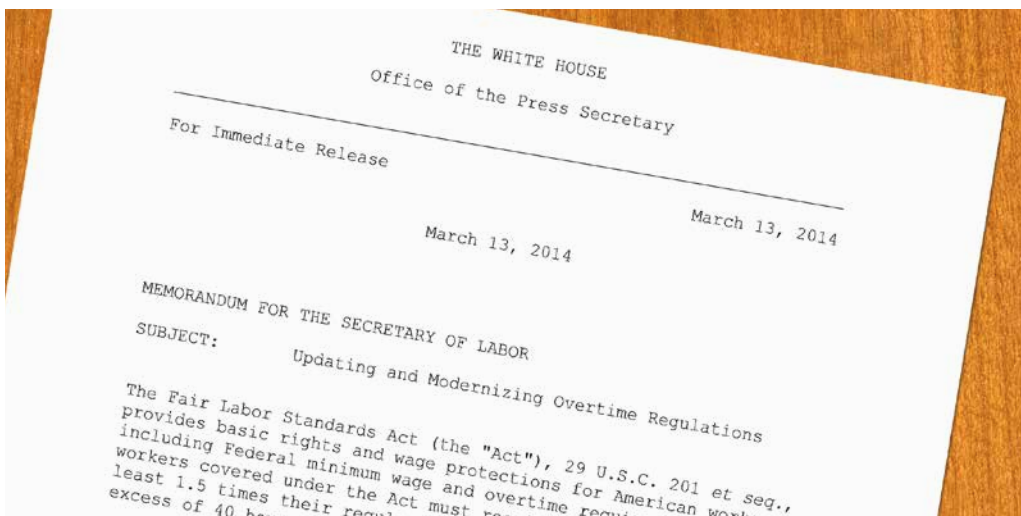 THE WHITE HOUSE
Office of the Press Secretary
For Immediate Release
March 13, 2014
March 13, 2014
MEMORANDUM FOR THE SECRETARY OF LABOR
SUBJECT: Updating and Modernizing Overtime Regulations
The Fair Labor Standards Act (the "Act"), 29 U.S.C. 201 et seq.,
provides basic rights and wage protections for American
including Federal minimum wage and overtime
workers covered under the Act must
least 1.5 times their
excess of 40